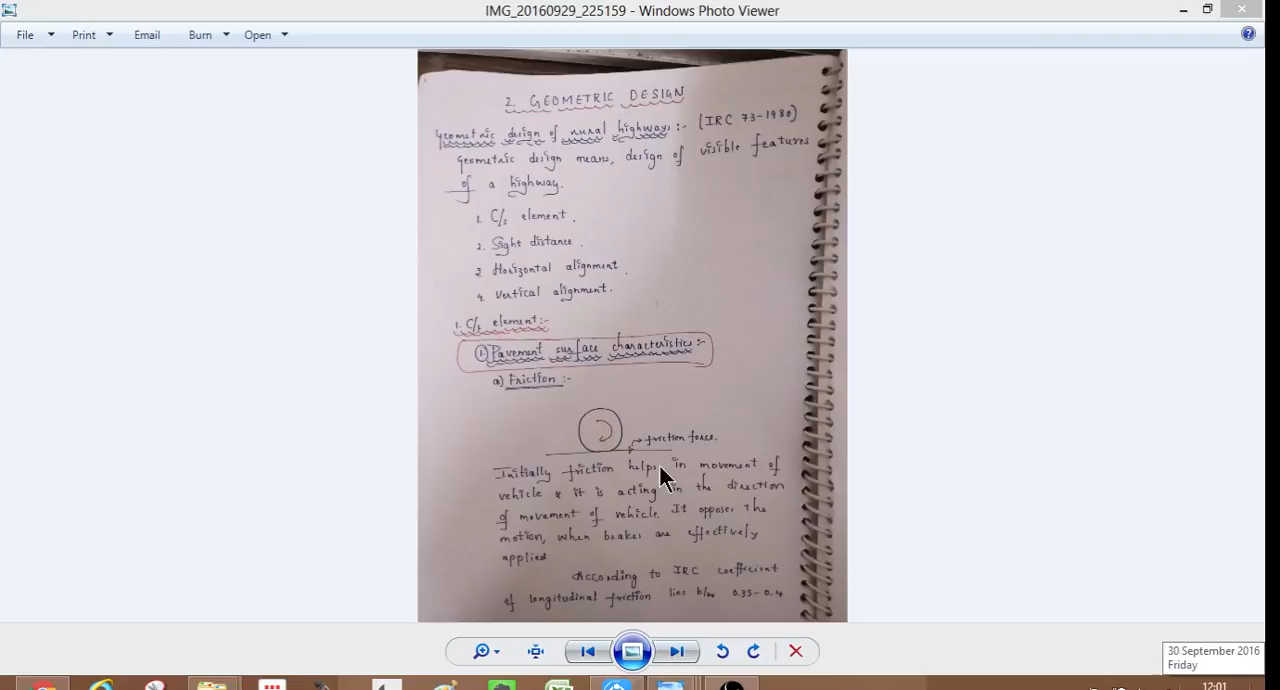 IMG_20160929_225159 - Windows Photo Viewer
File Print Email Burn Open
2. GEOMETRIC DESIGN
Geometric design of rural highways:- (IRC 73-1980)
Geometric design means, design of visible features
of a highway.
1. C/s element.
2. Sight distance.
3. Horizontal alignment.
4. Vertical alignment.
1. C/s element:-
① Pavement surface characteristics:-
a) Friction:-
→ friction force.
Initially friction helps in movement of
vehicle & it is acting in the direction
of movement of vehicle. It opposes the
motion, when brakes are effectively
applied
According to IRC coefficient
of longitudinal friction lies b/w 0.35-0.4
30 September 2016
Friday
12:01